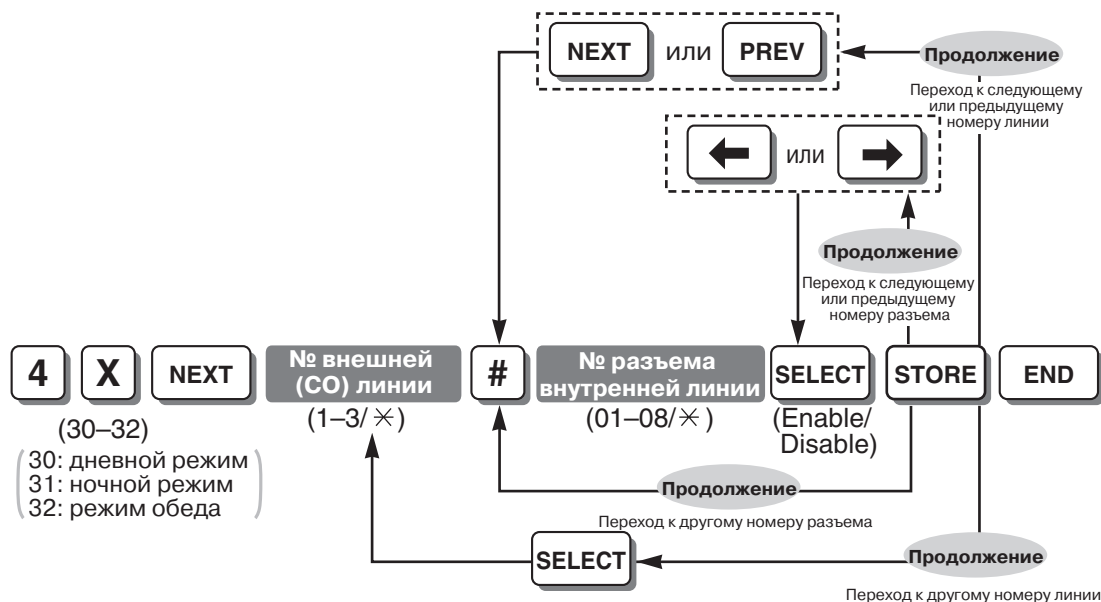 NEXT или PREV
Продолжение
Переход к следующему
или предыдущему
номеру линии
← или →
Продолжение
Переход к следующему
или предыдущему
номеру разъема
4 X NEXT
№ внешней
(CO) линии
#
№ разъема
внутренней линии
SELECT STORE END
(30–32)
(1–3/✳)
(01–08/✳)
(Enable/
Disable)
30: дневной режим
31: ночной режим
32: режим обеда
Продолжение
Переход к другому номеру разъема
SELECT
Продолжение
Переход к другому номеру линии